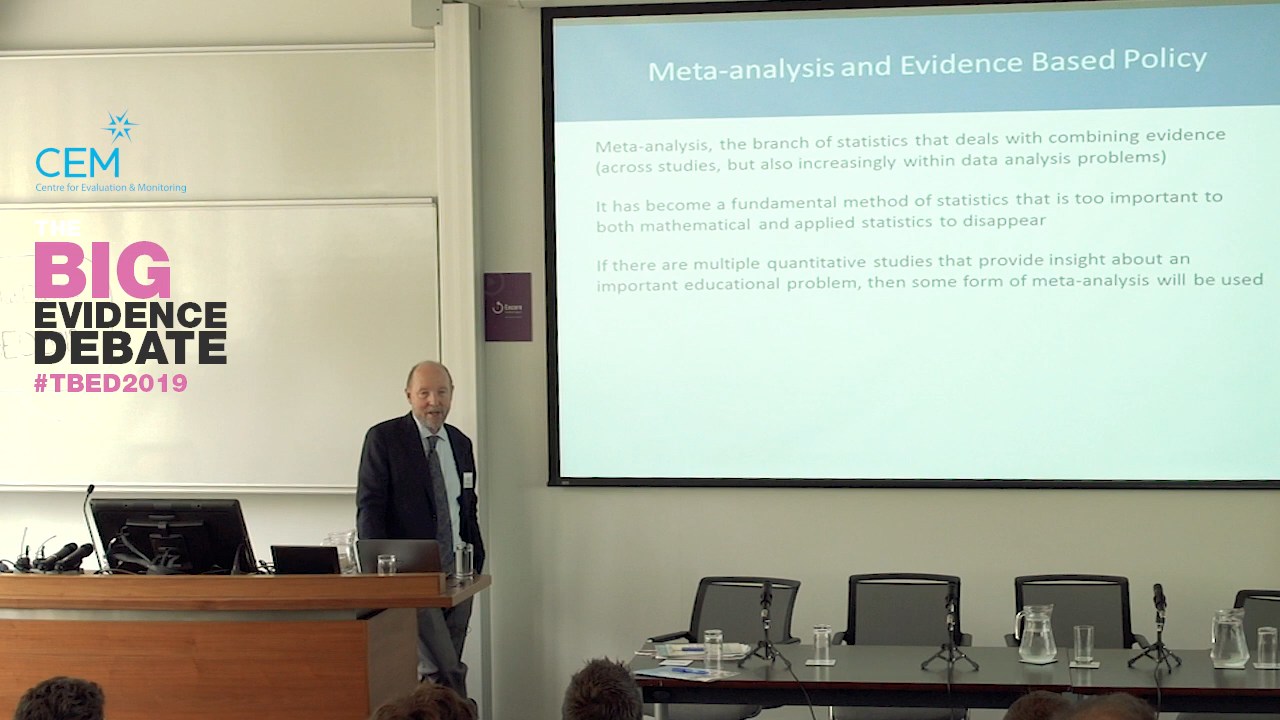 CEM
Centre for Evaluation & Monitoring
THE
BIG
EVIDENCE
DEBATE
#TBED2019
Meta-analysis and Evidence Based Policy
Meta-analysis, the branch of statistics that deals with combining evidence
(across studies, but also increasingly within data analysis problems)
It has become a fundamental method of statistics that is too important to
both mathematical and applied statistics to disappear
If there are multiple quantitative studies that provide insight about an
important educational problem, then some form of meta-analysis will be used